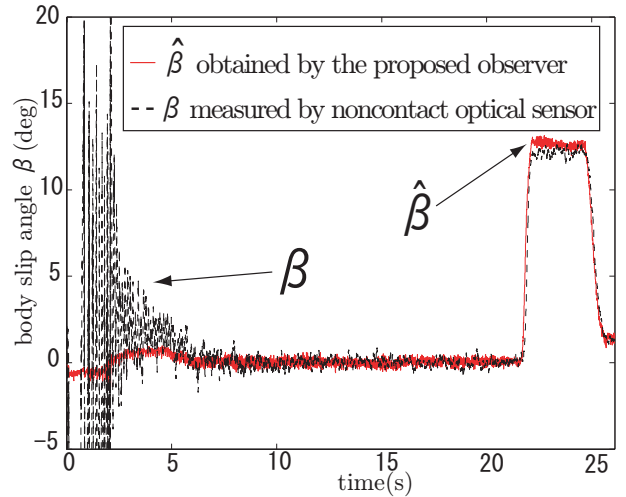 20
15
10
5
0
-5
body slip angle β (deg)
β̂ obtained by the proposed observer
β measured by noncontact optical sensor
β̂
β
0 5 10 15 20 25
time(s)